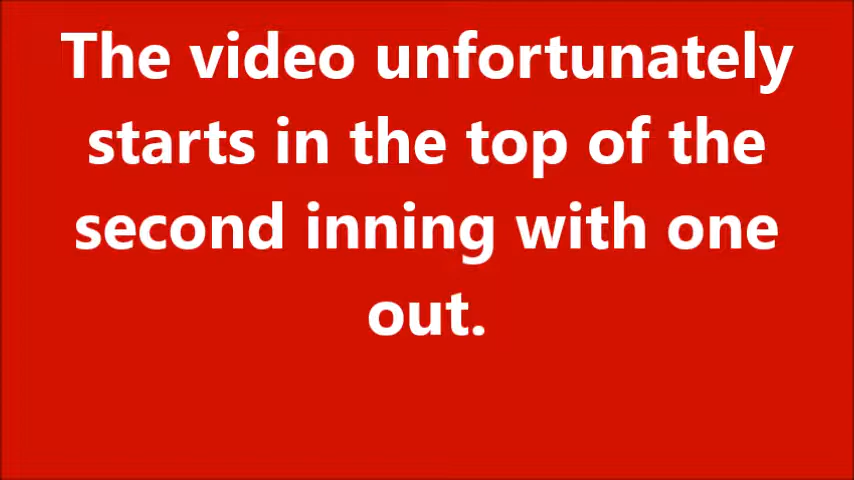 The video unfortunately
starts in the top of the
second inning with one
out.